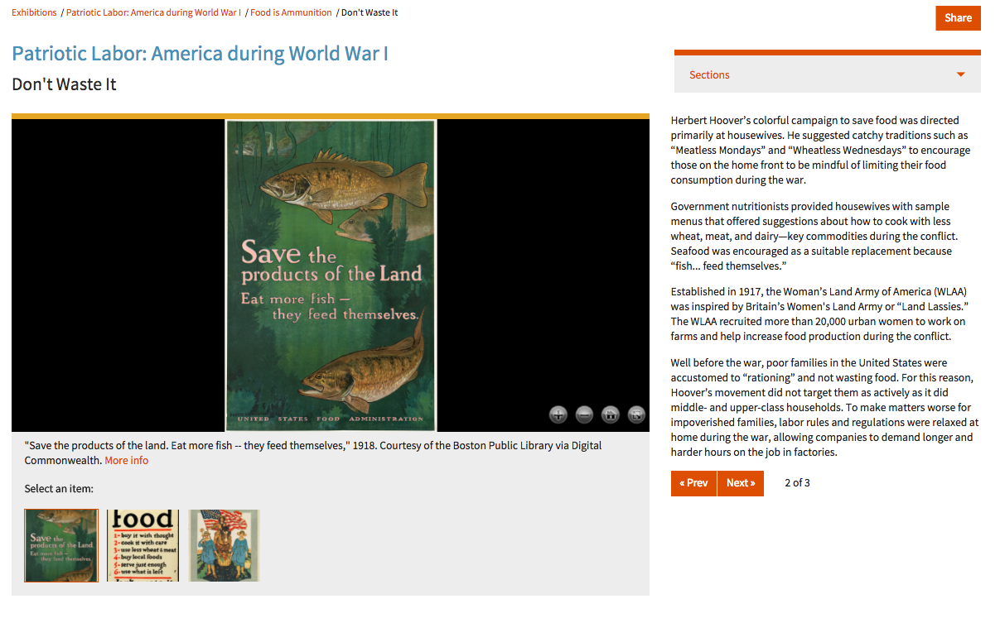 Exhibitions / Patriotic Labor: America during World War I / Food is Ammunition / Don't Waste It
Share
Patriotic Labor: America during World War I
Don't Waste It
Sections
Save the
products of the Land
Eat more fish —
they feed themselves.
UNITED STATES FOOD ADMINISTRATION
"Save the products of the land. Eat more fish -- they feed themselves," 1918. Courtesy of the Boston Public Library via Digital
Commonwealth. More info
Select an item:
Save the
products of the Land
Eat more fish —
they feed themselves.
food
1-buy it with thought
2-cook it with care
3-use less wheat & meat
4-buy local foods
5-serve just enough
6-use what is left
Herbert Hoover’s colorful campaign to save food was directed
primarily at housewives. He suggested catchy traditions such as
“Meatless Mondays” and “Wheatless Wednesdays” to encourage
those on the home front to be mindful of limiting their food
consumption during the war.
Government nutritionists provided housewives with sample
menus that offered suggestions about how to cook with less
wheat, meat, and dairy—key commodities during the conflict.
Seafood was encouraged as a suitable replacement because
“fish... feed themselves.”
Established in 1917, the Woman’s Land Army of America (WLAA)
was inspired by Britain’s Women's Land Army or “Land Lassies.”
The WLAA recruited more than 20,000 urban women to work on
farms and help increase food production during the conflict.
Well before the war, poor families in the United States were
accustomed to “rationing” and not wasting food. For this reason,
Hoover’s movement did not target them as actively as it did
middle- and upper-class households. To make matters worse for
impoverished families, labor rules and regulations were relaxed at
home during the war, allowing companies to demand longer and
harder hours on the job in factories.
« Prev Next » 2 of 3